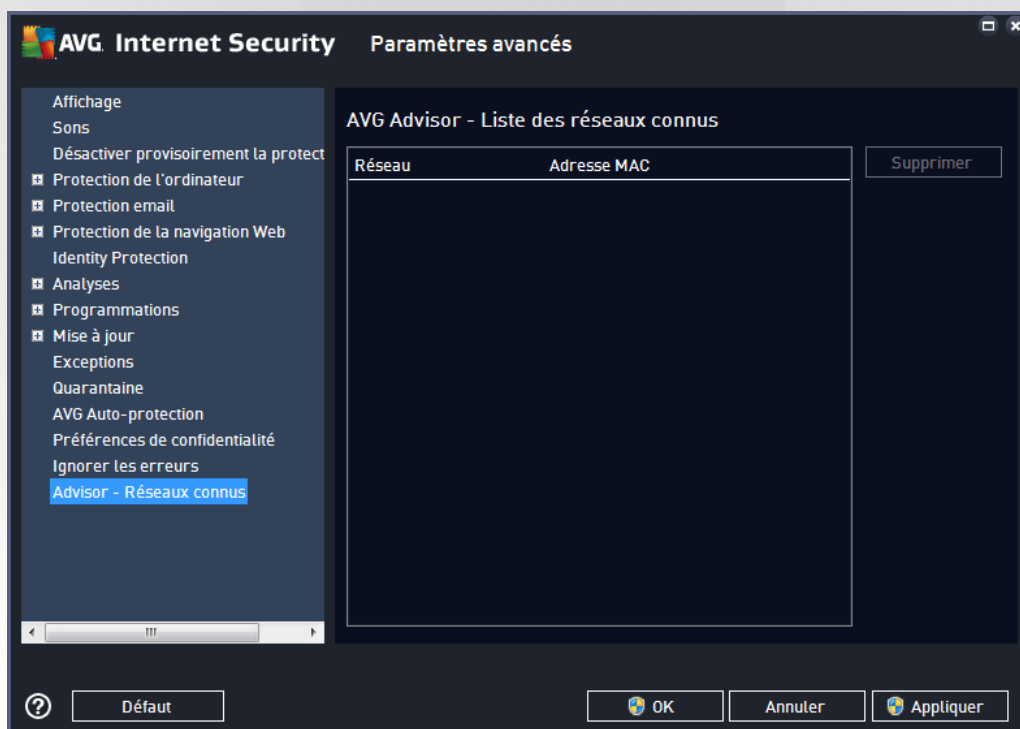 AVG. Internet Security Paramètres avancés
Affichage
Sons
Désactiver provisoirement la protect
Protection de l'ordinateur
Protection email
Protection de la navigation Web
Identity Protection
Analyses
Programmations
Mise à jour
Exceptions
Quarantaine
AVG Auto-protection
Préférences de confidentialité
Ignorer les erreurs
Advisor - Réseaux connus
AVG Advisor - Liste des réseaux connus
Réseau Adresse MAC
Supprimer
Défaut
OK
Annuler
Appliquer